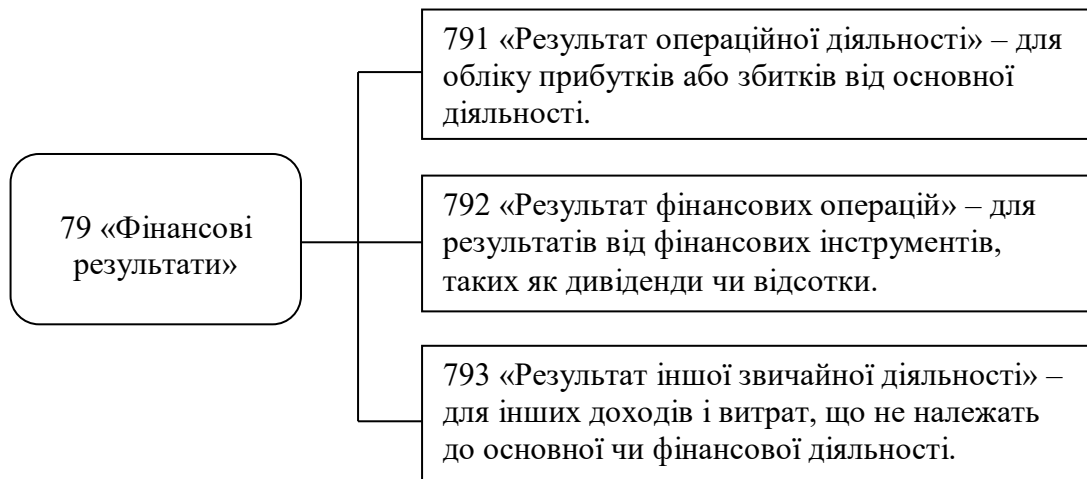 79 «Фінансові
результати»
791 «Результат операційної діяльності» – для
обліку прибутків або збитків від основної
діяльності.
792 «Результат фінансових операцій» – для
результатів від фінансових інструментів,
таких як дивіденди чи відсотки.
793 «Результат іншої звичайної діяльності» –
для інших доходів і витрат, що не належать
до основної чи фінансової діяльності.